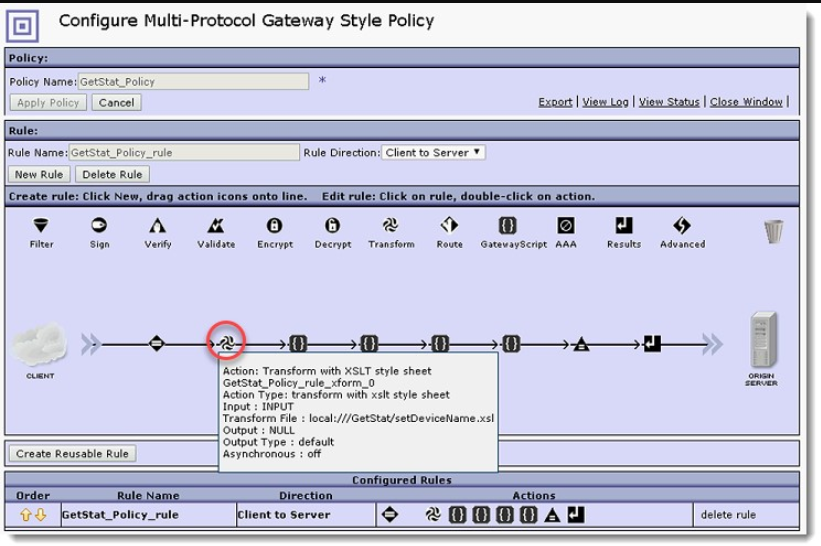 Configure Multi-Protocol Gateway Style Policy
Policy:
Policy Name: GetStat_Policy *
Apply Policy Cancel Export | View Log | View Status | Close Window |
Rule:
Rule Name: GetStat_Policy_rule Rule Direction: Client to Server
New Rule Delete Rule
Create rule: Click New, drag action icons onto line. Edit rule: Click on rule, double-click on action.
Filter Sign Verify Validate Encrypt Decrypt Transform Route GatewayScript AAA Results Advanced
CLIENT
ORIGIN
SERVER
Action: Transform with XSLT style sheet
GetStat_Policy_rule_xform_0
Action Type: transform with xslt style sheet
Input : INPUT
Transform File : local:///GetStat/setDeviceName.xsl
Output : NULL
Output Type : default
Asynchronous : off
Create Reusable Rule
Configured Rules
Order Rule Name Direction Actions
GetStat_Policy_rule Client to Server delete rule